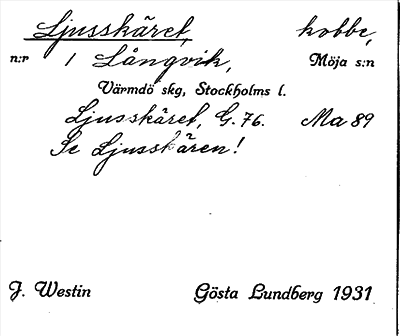 Ljusskäret, kobbe,
n:r 1 Långvik, Möja s:n
Värmdö skg, Stockholms l.
Ljusskäret, G. 76. Ma 89
Se Ljusskären!
J. Westin Gösta Lundberg 1931